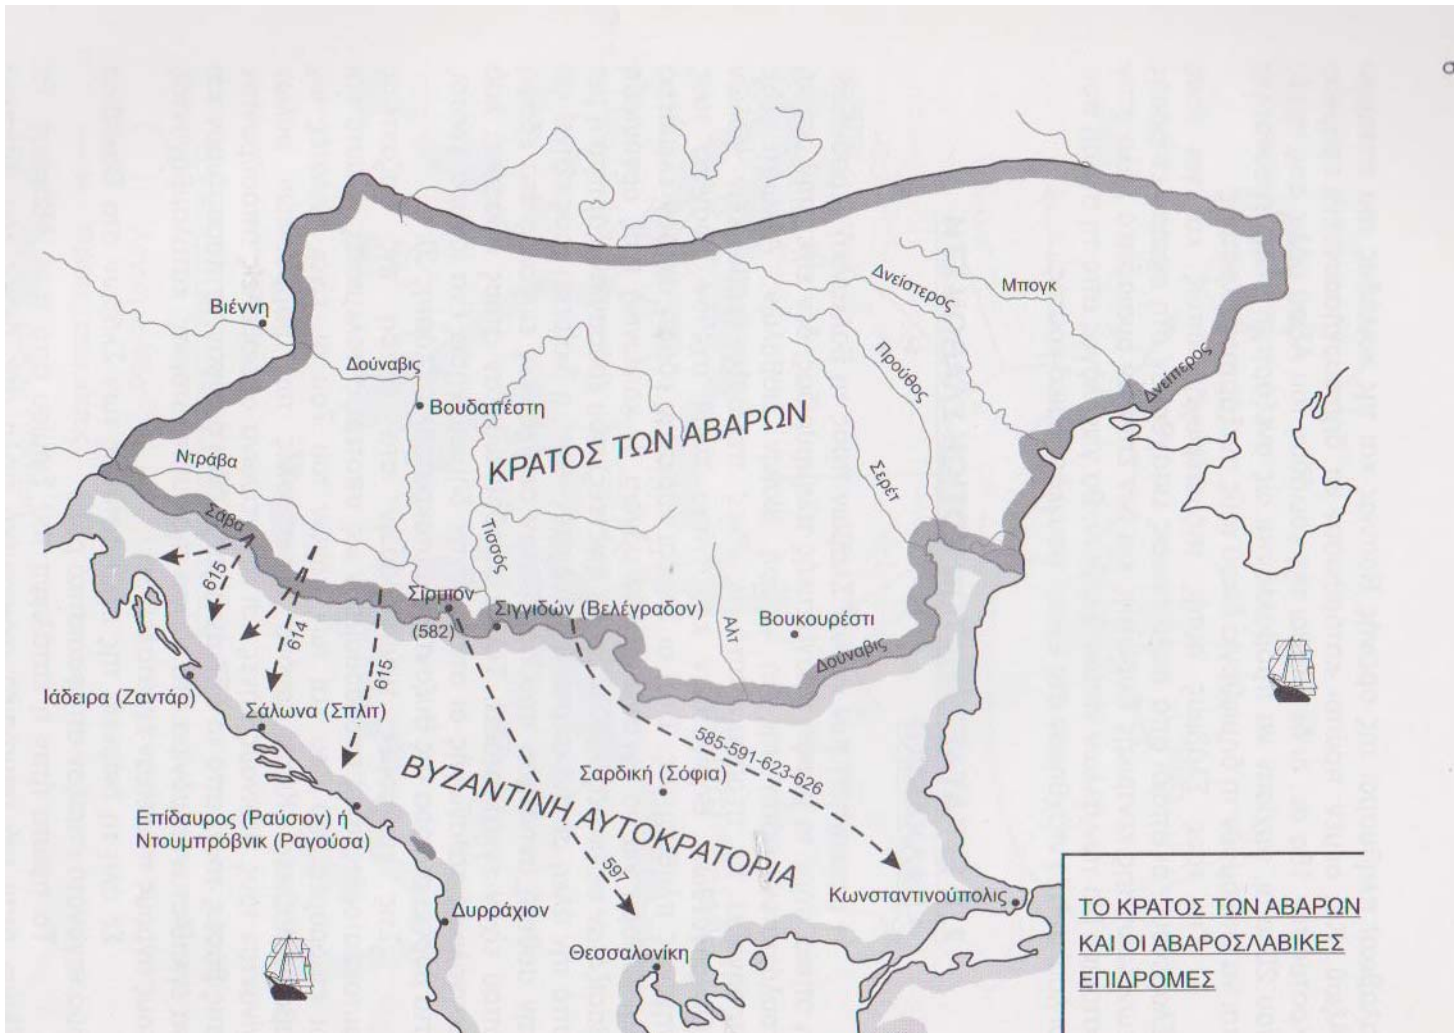 9
Βιέννη
Δούναβις
Βουδαπέστη
Δνείστερος
Μπογκ
Προύθος
Δνείπερος
Σερέτ
ΚΡΑΤΟΣ ΤΩΝ ΑΒΑΡΩΝ
Ντράβα
Σάβα
Τισσός
Άλτ
615
614
615
Σίρμιον
(582)
Σιγγιδών (Βελέγραδον)
Βουκουρέστι
Δούναβις
Ιάδειρα (Ζαντάρ)
Σάλωνα (Σπλιτ)
585-591-623-626
Σαρδική (Σόφια)
ΒΥΖΑΝΤΙΝΗ ΑΥΤΟΚΡΑΤΟΡΙΑ
Επίδαυρος (Ραύσιον) ή
Ντουμπρόβνικ (Ραγούσα)
597
Κωνσταντινούπολις
Δυρράχιον
Θεσσαλονίκη
ΤΟ ΚΡΑΤΟΣ ΤΩΝ ΑΒΑΡΩΝ
ΚΑΙ ΟΙ ΑΒΑΡΟΣΛΑΒΙΚΕΣ
ΕΠΙΔΡΟΜΕΣ